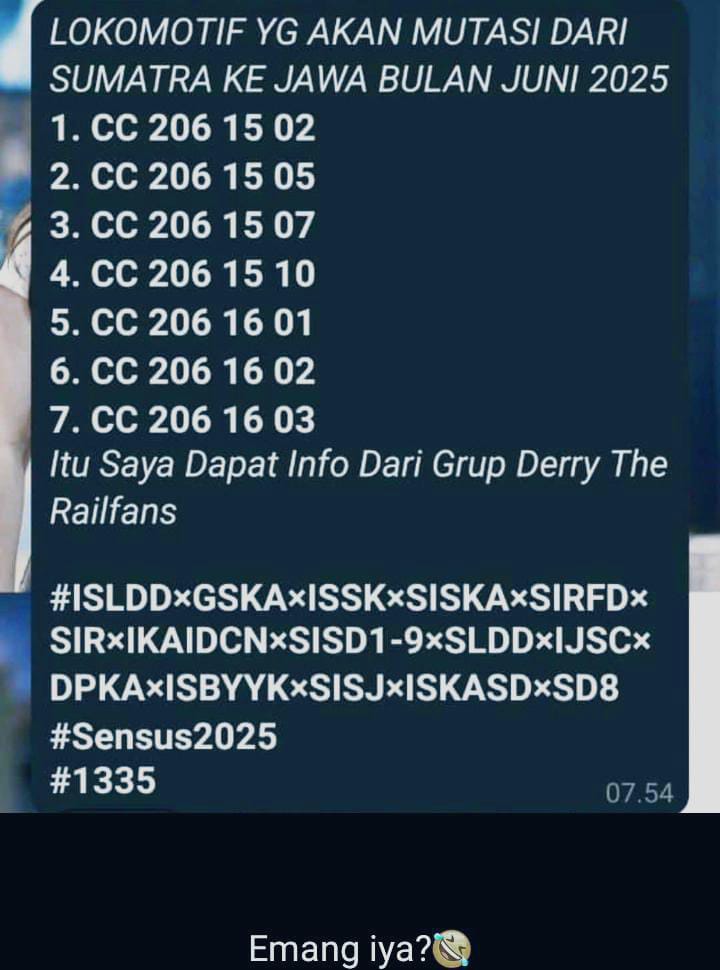 LOKOMOTIF YG AKAN MUTASI DARI
SUMATRA KE JAWA BULAN JUNI 2025
1. CC 206 15 02
2. CC 206 15 05
3. CC 206 15 07
4. CC 206 15 10
5. CC 206 16 01
6. CC 206 16 02
7. CC 206 16 03
Itu Saya Dapat Info Dari Grup Derry The
Railfans
#ISLDD×GSKA×ISSK×SISKA×SIRFD×
SIR×IKAIDCN×SISD1-9×SLDD×IJSC×
DPKA×ISBYYK×SISJ×ISKASD×SD8
#Sensus2025
#1335
07.54
Emang iya?🤣